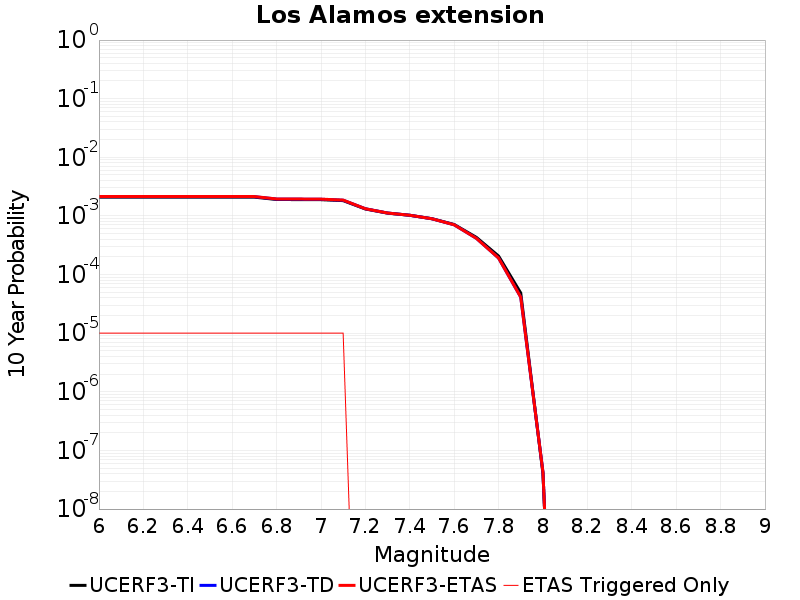 Los Alamos extension
10 Year Probability
10^0
10^-1
10^-2
10^-3
10^-4
10^-5
10^-6
10^-7
10^-8
6 6.2 6.4 6.6 6.8 7 7.2 7.4 7.6 7.8 8 8.2 8.4 8.6 8.8 9
Magnitude
UCERF3-TI UCERF3-TD UCERF3-ETAS ETAS Triggered Only